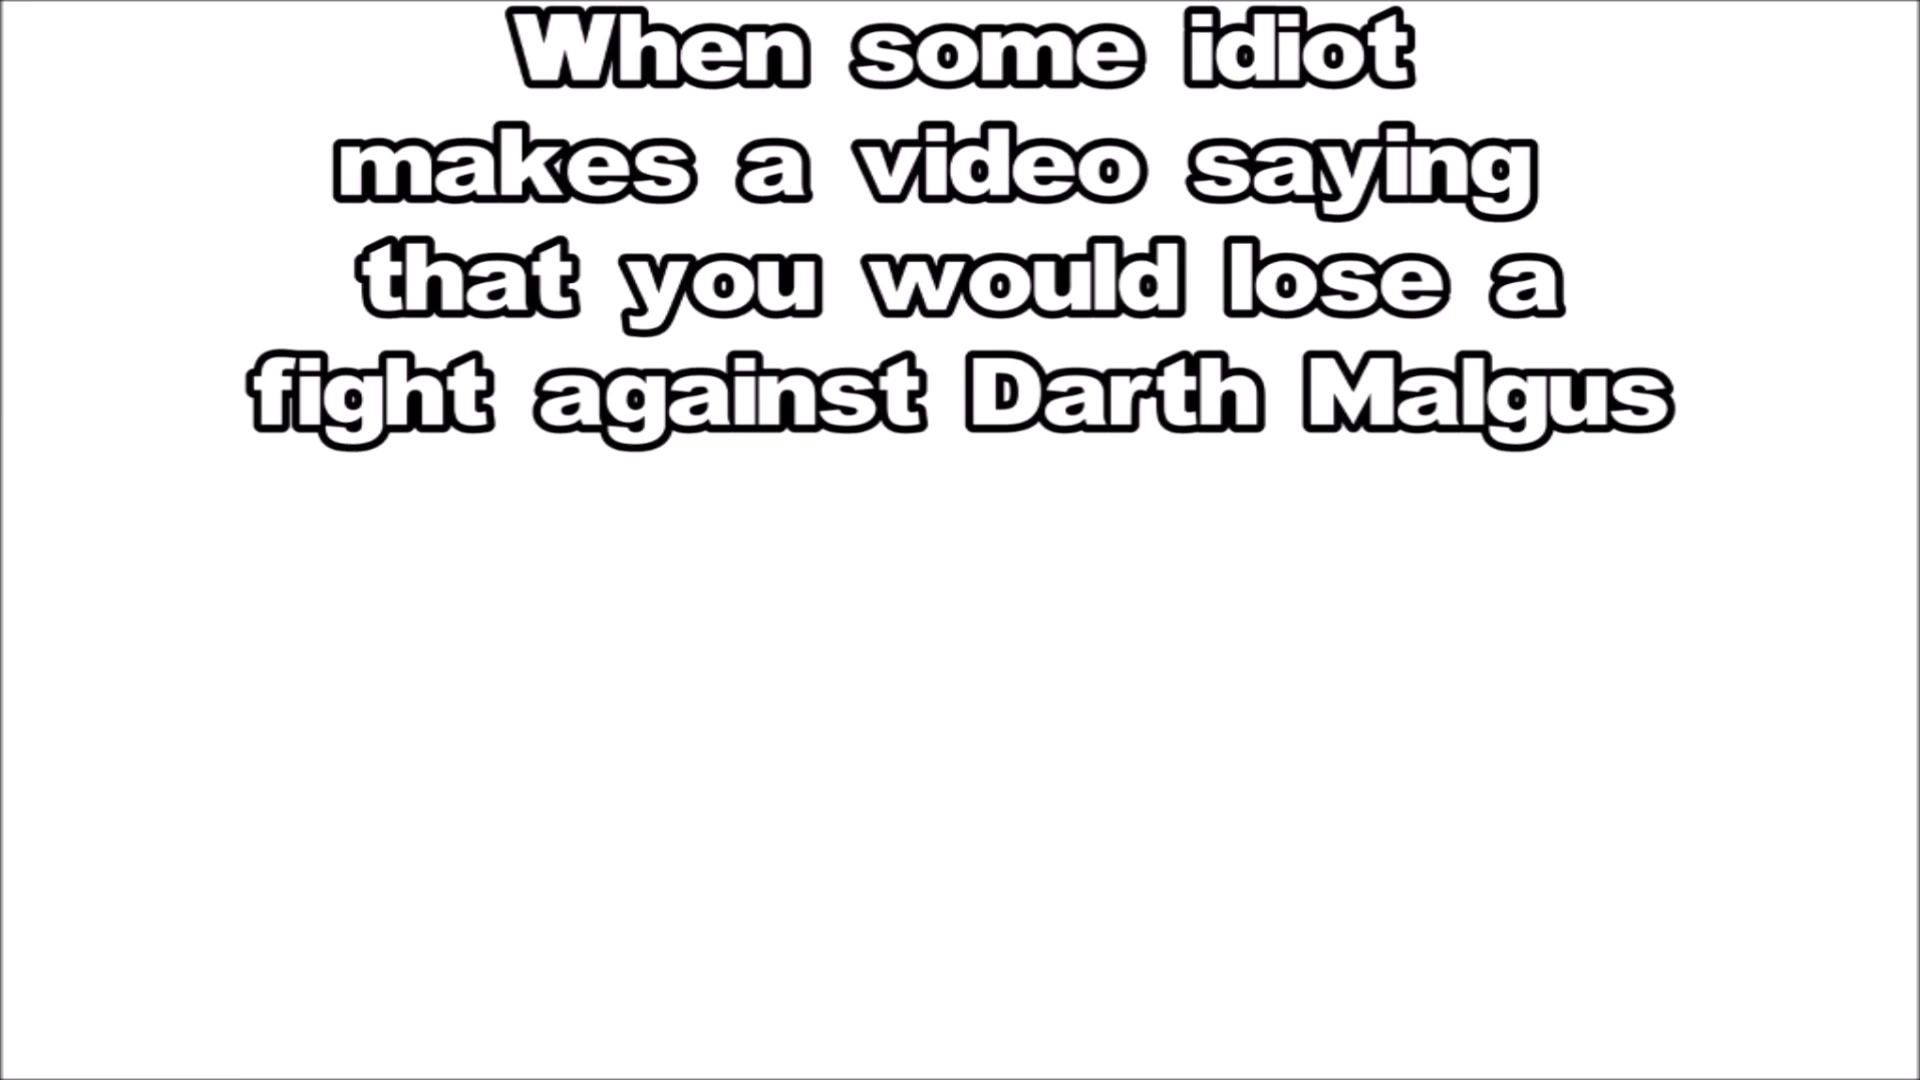 When some idiot
makes a video saying
that you would lose a
fight against Darth Malgus